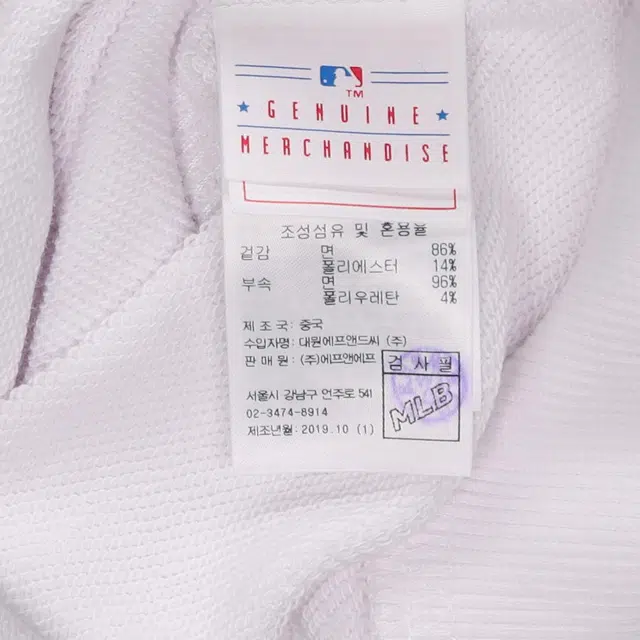 TM
GENUINE
MERCHANDISE
조성섬유 및 혼용율
겉감 면 86%
폴리에스터 14%
부속 면 96%
폴리우레탄 4%
제 조 국: 중국
수입자명: 대원에프앤드씨 (주)
판 매 원 : (주)에프앤에프
검 사 필
MLB
서울시 강남구 언주로 541
02-3474-8914
제조년월: 2019.10 (1)